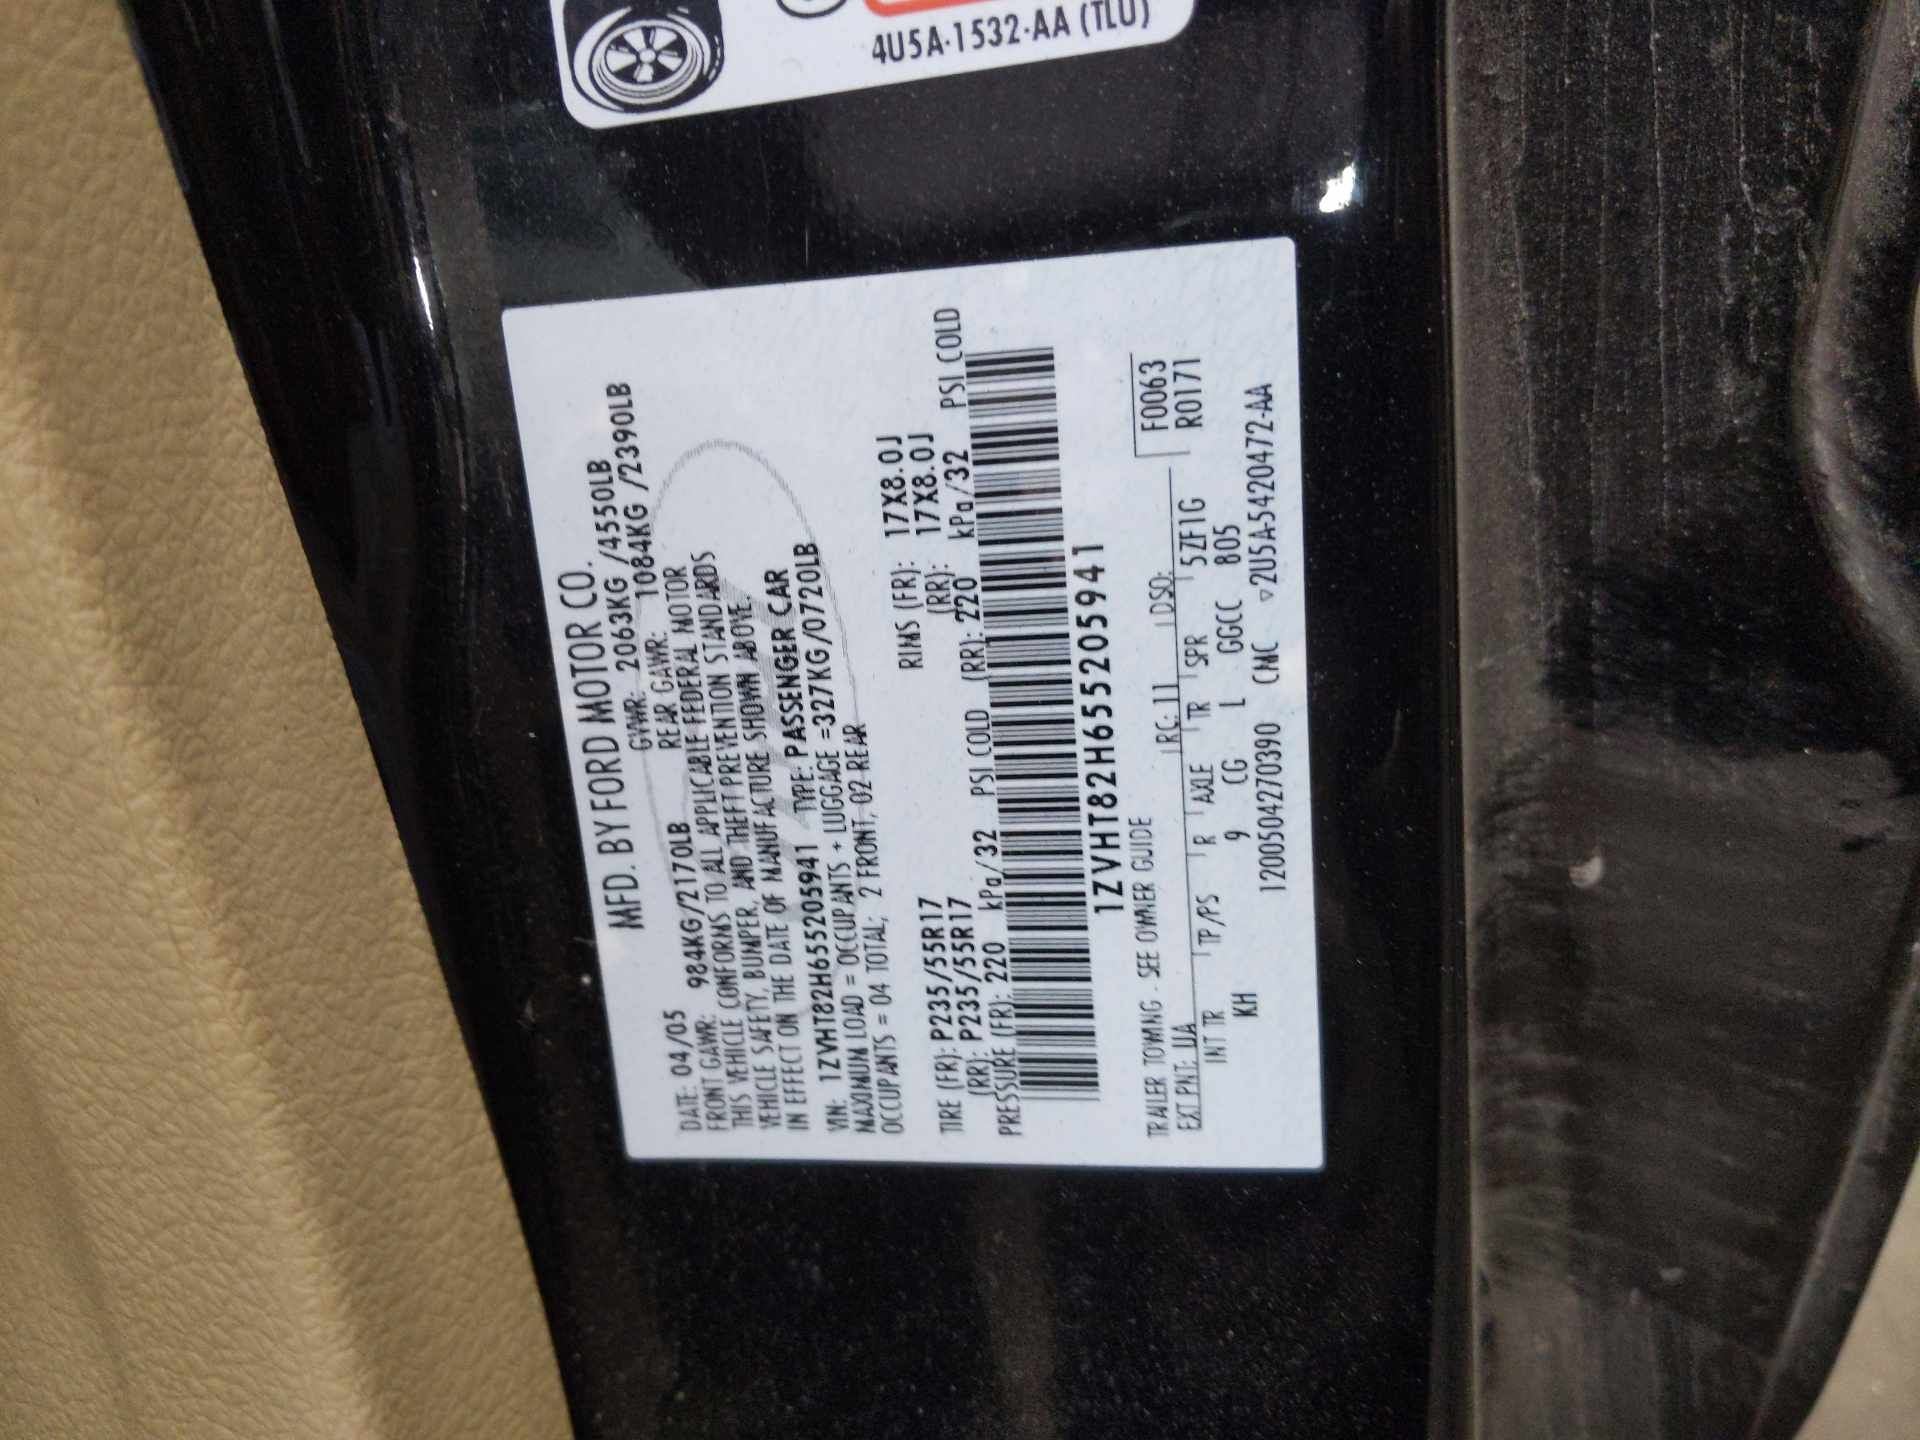 4U5A-1532-AA (TLU)
MFD. BY FORD MOTOR CO.
DATE: 04/05 GVWR: 2063KG /4550LB
FRONT GAWR: 984KG/2170LB REAR GAWR: 1084KG /2390LB
THIS VEHICLE CONFORMS TO ALL APPLICABLE FEDERAL MOTOR
VEHICLE SAFETY, BUMPER, AND THEFT PREVENTION STANDARDS
IN EFFECT ON THE DATE OF MANUFACTURE SHOWN ABOVE.
VIN: 1ZVHT82H655205941 TYPE: PASSENGER CAR
MAXIMUM LOAD = OCCUPANTS + LUGGAGE =327KG/0720LB
OCCUPANTS = 04 TOTAL; 2 FRONT, 02 REAR
TIRE (FR): P235/55R17 RIMS (FR): 17X8.0J
(RR): P235/55R17 (RR): 17X8.0J
PRESSURE (FR): 220 kPa/32 PSI COLD (RR): 220 kPa/32 PSI COLD
1ZVHT82H655205941
TRAILER TOWING - SEE OWNER GUIDE F0063
EXT PNT: UA RC: 11 DSO: R0171
INT TR TP/PS R AXLE TR SPR 5ZF1G
KH 9 CG L GGCC 805
1200504270390 CMC ▽2U5A-5420472-AA